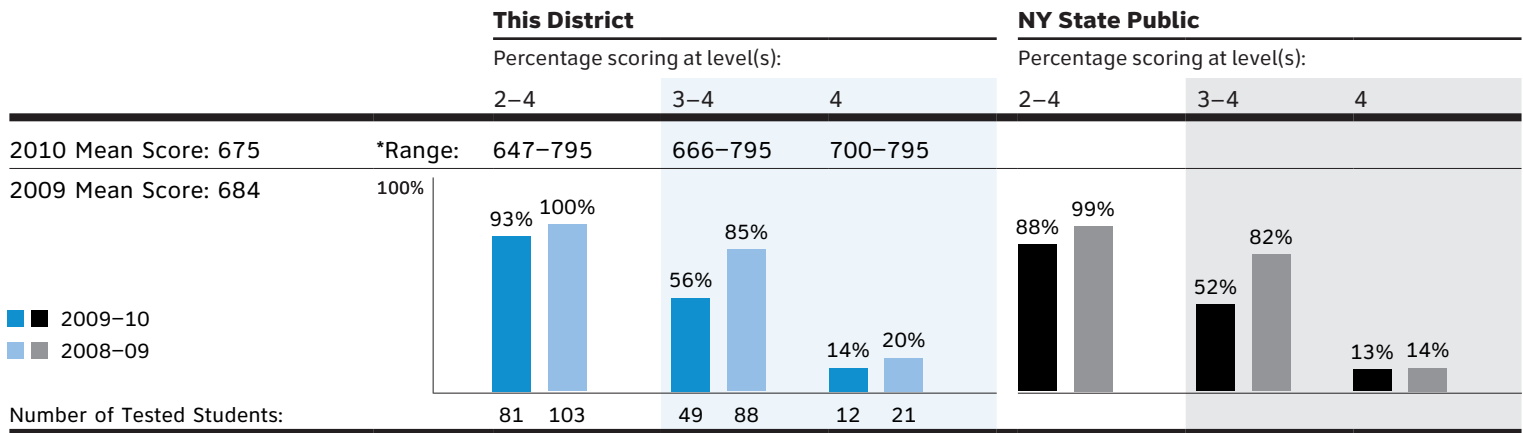 This District NY State Public
Percentage scoring at level(s): Percentage scoring at level(s):
2–4 3–4 4 2–4 3–4 4
2010 Mean Score: 675 *Range: 647–795 666–795 700–795
2009 Mean Score: 684 100%
93% 100% 56% 85% 14% 20% 88% 99% 52% 82% 13% 14%
2009–10
2008–09
Number of Tested Students: 81 103 49 88 12 21